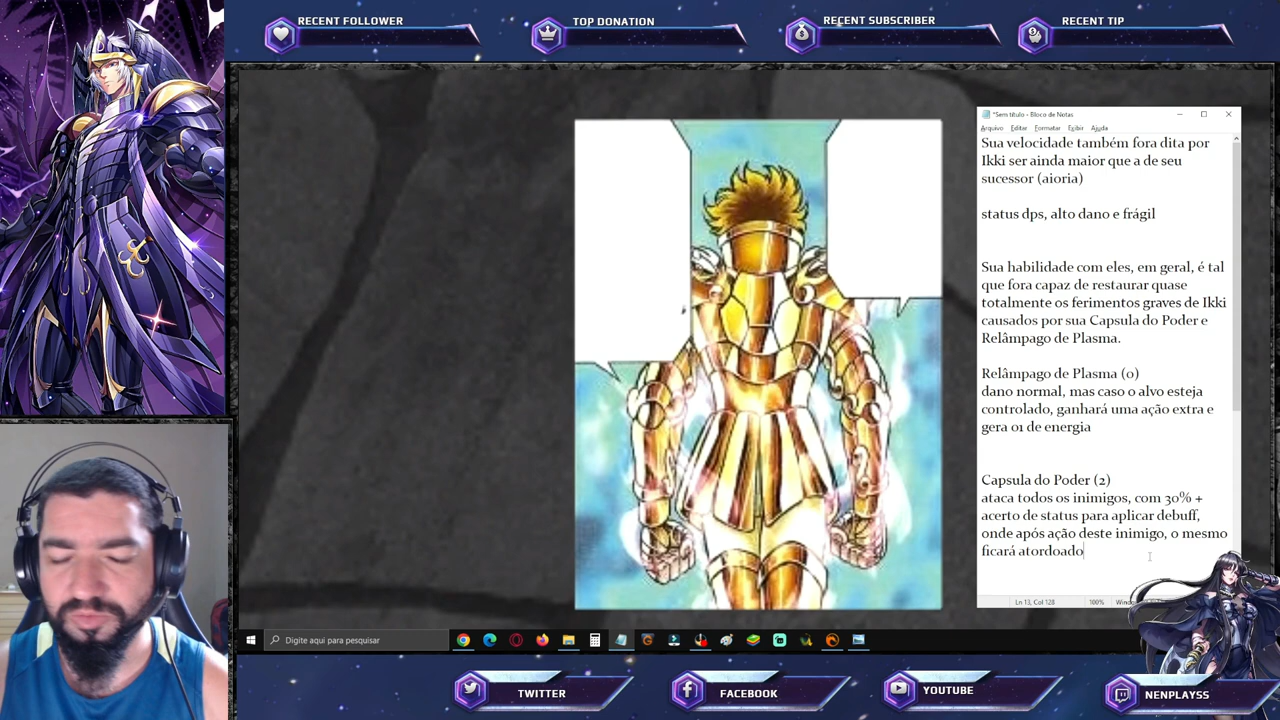 RECENT FOLLOWER
TOP DONATION
RECENT SUBSCRIBER
RECENT TIP
*Sem título - Bloco de Notas
Arquivo Editar Formatar Exibir Ajuda
Sua velocidade também fora dita por
Ikki ser ainda maior que a de seu
sucessor (aioria)
status dps, alto dano e frágil
Sua habilidade com eles, em geral, é tal
que fora capaz de restaurar quase
totalmente os ferimentos graves de Ikki
causados por sua Capsula do Poder e
Relâmpago de Plasma.
Relâmpago de Plasma (0)
dano normal, mas caso o alvo esteja
controlado, ganhará uma ação extra e
gera 01 de energia
Capsula do Poder (2)
ataca todos os inimigos, com 30% +
acerto de status para aplicar debuff,
onde após ação deste inimigo, o mesmo
ficará atordoado
Ln 13, Col 128 100%
Digite aqui para pesquisar
TWITTER
FACEBOOK
YOUTUBE
NENPLAYSS